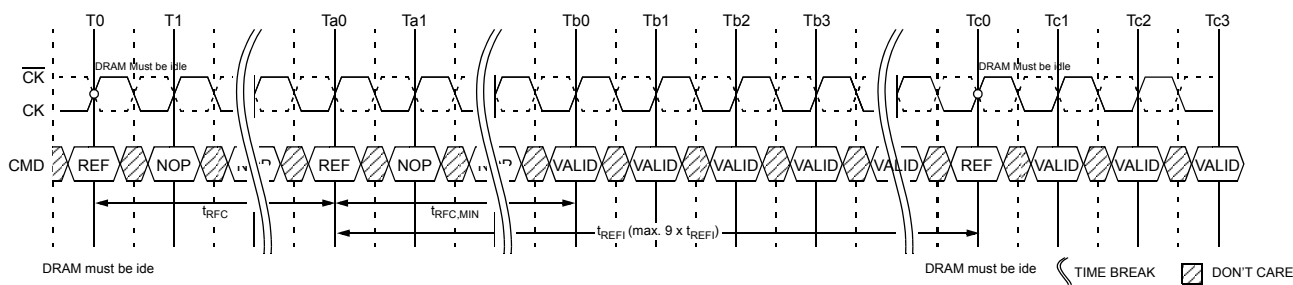 T0 T1 Ta0 Ta1 Tb0 Tb1 Tb2 Tb3 Tc0 Tc1 Tc2 Tc3
DRAM Must be idle DRAM Must be idle
CK
CK
CMD REF NOP REF NOP VALID VALID VALID VALID VALID REF VALID VALID VALID
tRFC tRFC,MIN
tREFI (max. 9 x tREFI)
DRAM must be ide DRAM must be ide TIME BREAK DON'T CARE